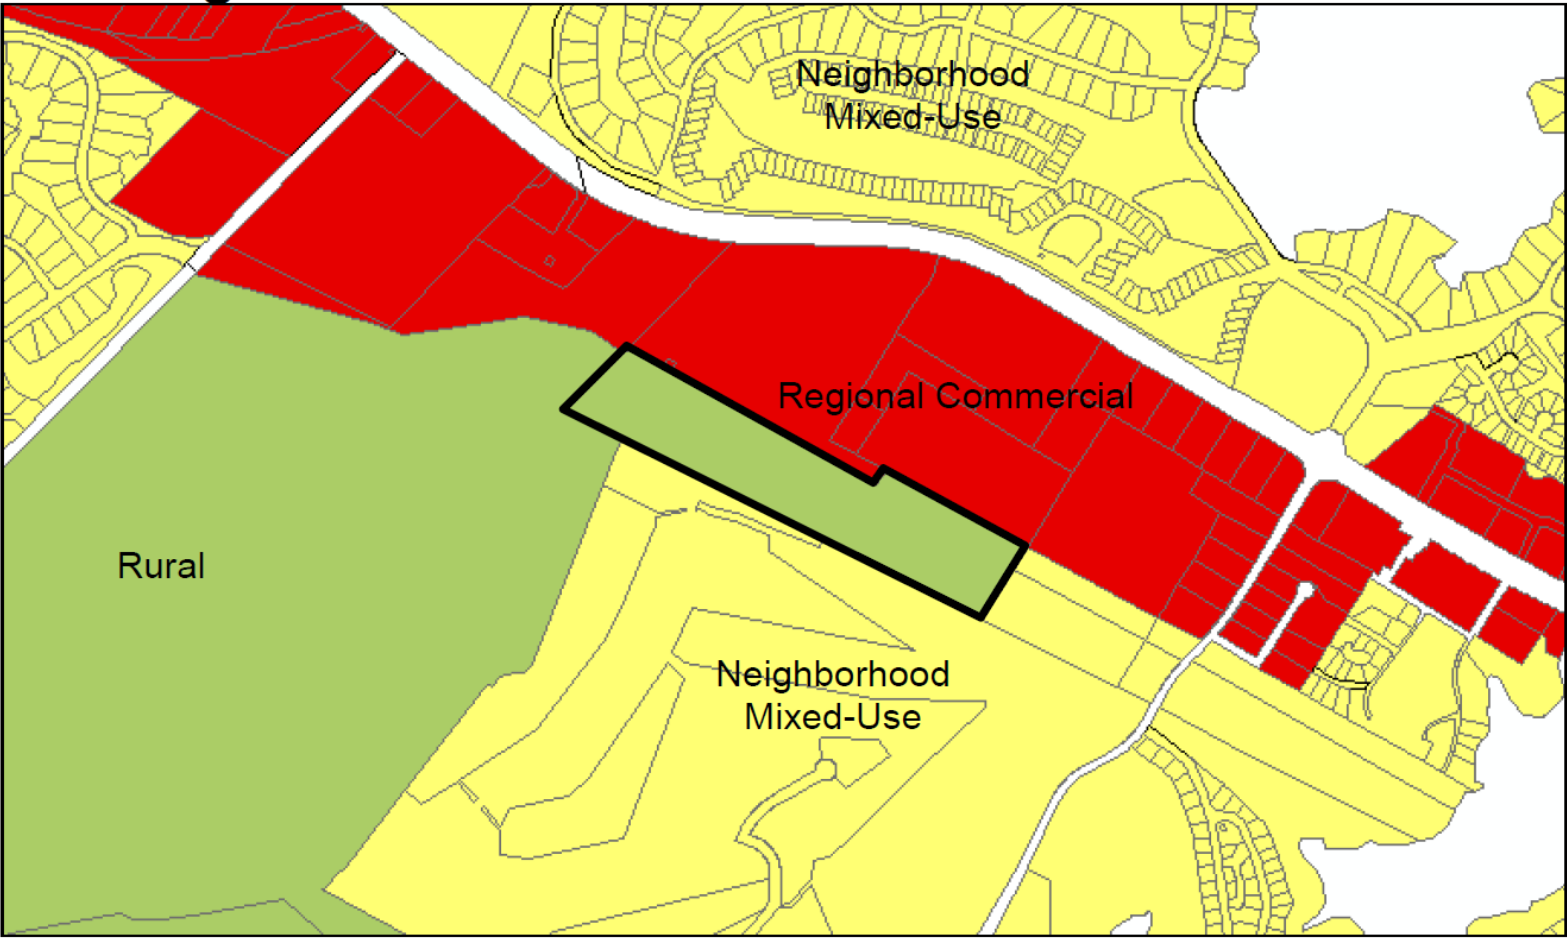 Neighborhood
Mixed-Use
Regional Commercial
Rural
Neighborhood
Mixed-Use